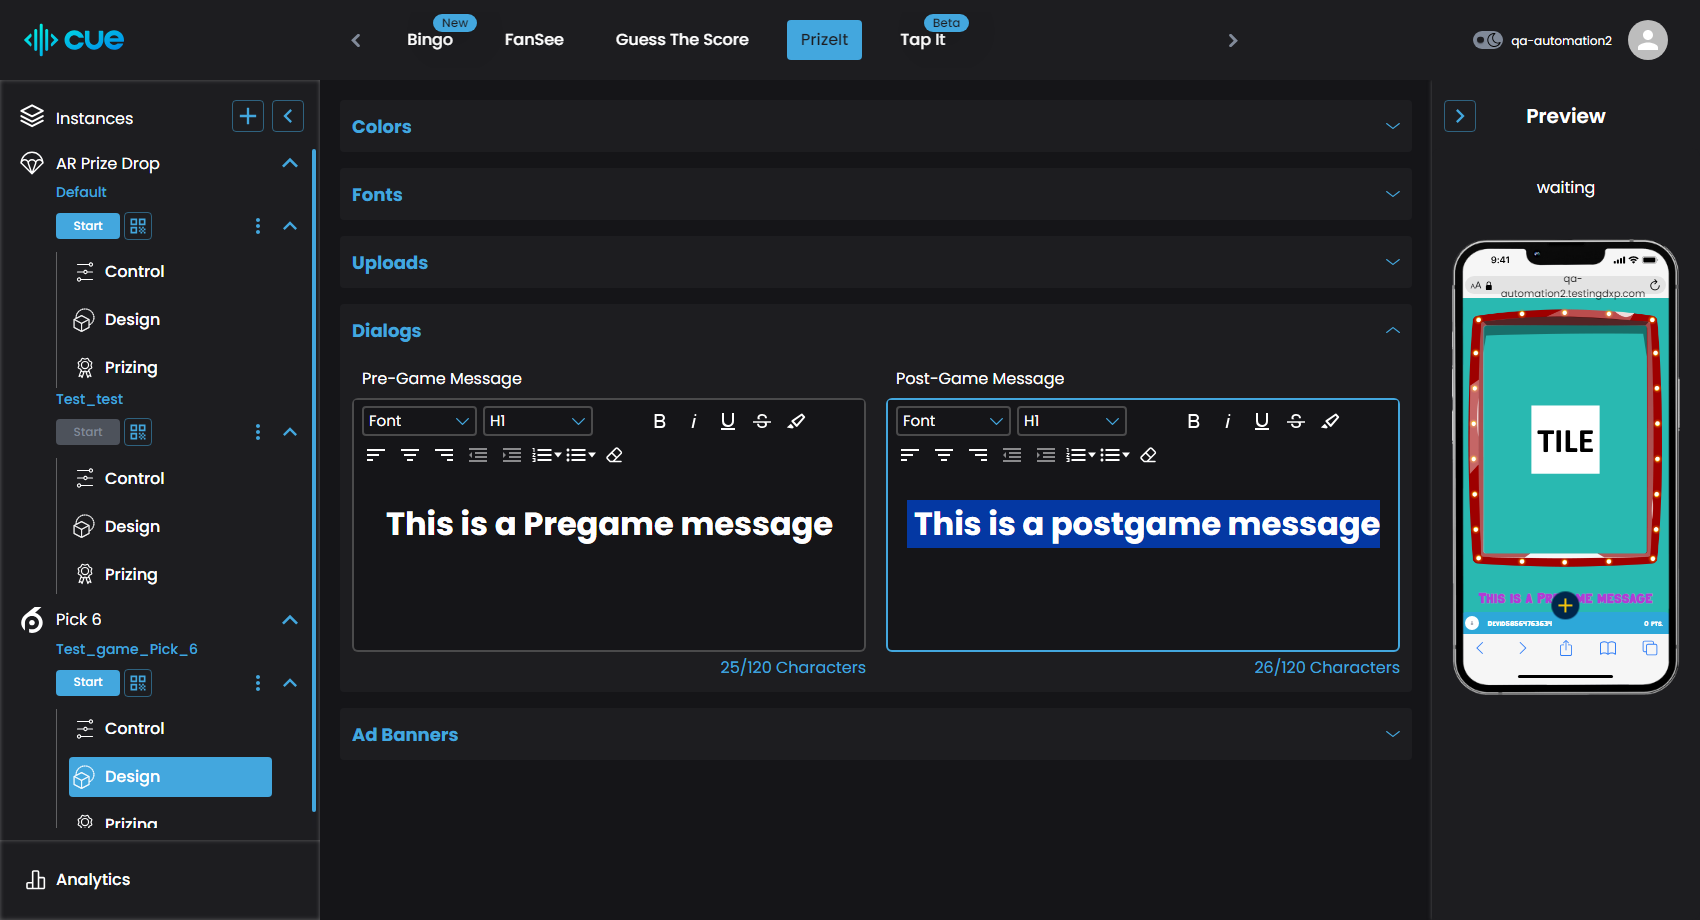 cue
New
Bingo
FanSee
Guess The Score
PrizeIt
Beta
Tap It
qa-automation2
Instances
AR Prize Drop
Default
Start
Control
Design
Prizing
Test_test
Start
Control
Design
Prizing
Pick 6
Test_game_Pick_6
Start
Control
Design
Prizing
Analytics
Colors
Fonts
Uploads
Dialogs
Pre-Game Message
Font
H1
B i U S
This is a Pregame message
25/120 Characters
Post-Game Message
Font
H1
B i U S
This is a postgame message
26/120 Characters
Ad Banners
Preview
waiting
9:41
AA
qa-
automation2.testingdxp.com
TILE
This is a Pregame message
0 PTS.